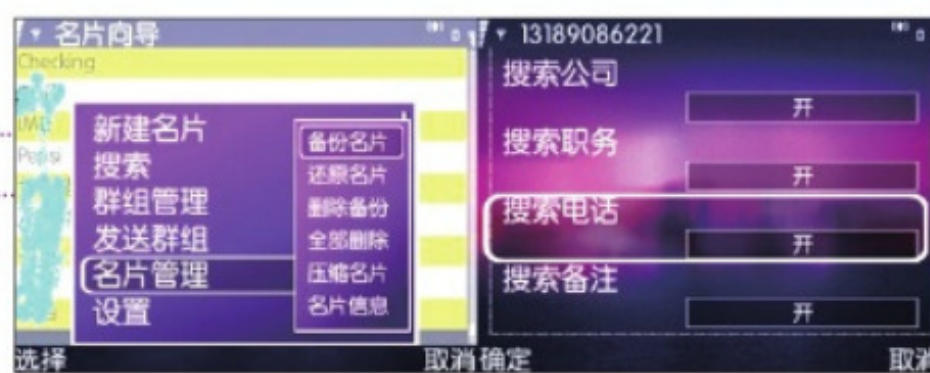 名片向导
Checking
Pepsi
新建名片
搜索
群组管理
发送群组
名片管理
设置
备份名片
还原名片
删除备份
全部删除
压缩名片
名片信息
选择
取消
13189086221
搜索公司
开
搜索职务
开
搜索电话
开
搜索备注
开
确定
取消